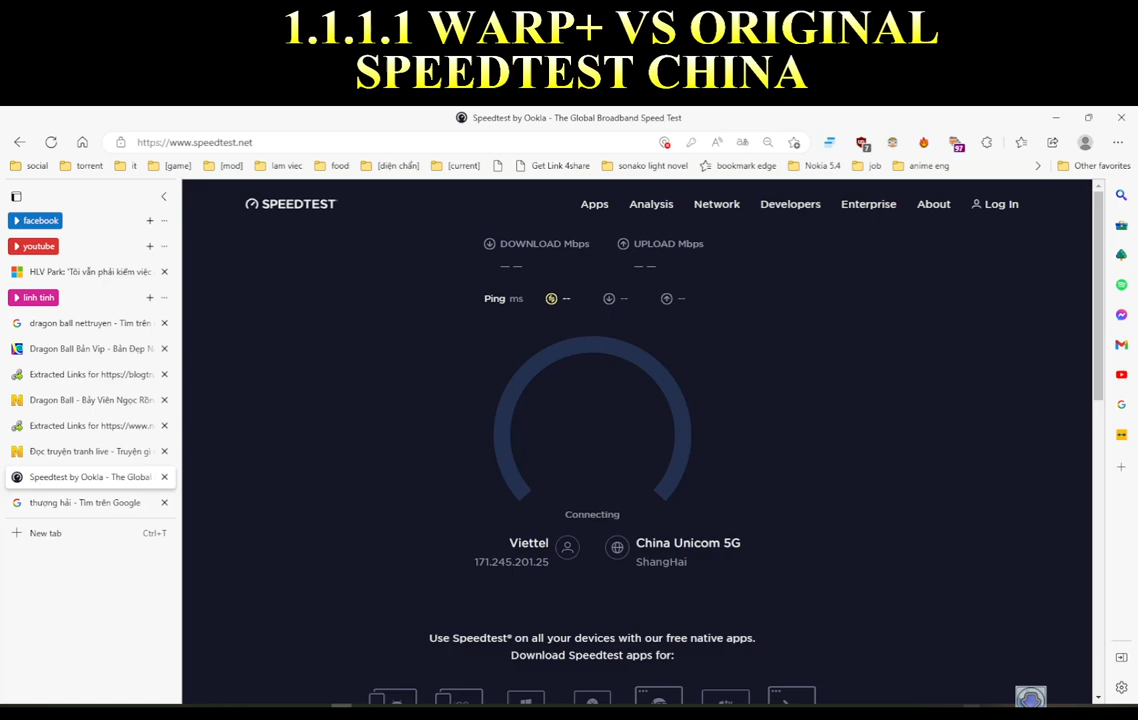 1.1.1.1 WARP+ VS ORIGINAL
SPEEDTEST CHINA
Speedtest by Ookla - The Global Broadband Speed Test
https://www.speedtest.net
7
97
social
torrent
it
[game]
[mod]
lam viec
food
[diện chẩn]
[current]
Get Link 4share
sonako light novel
bookmark edge
Nokia 5.4
job
anime eng
Other favorites
facebook
youtube
HLV Park: 'Tôi vẫn phải kiếm việc
linh tinh
dragon ball nettruyen - Tìm trên
Dragon Ball Bản Vip - Bản Đẹp N
Extracted Links for https://blogtr
Dragon Ball - Bảy Viên Ngọc Rồn
Extracted Links for https://www.n
Đọc truyện tranh live - Truyện gì
Speedtest by Ookla - The Global
thượng hải - Tìm trên Google
New tab
Ctrl+T
SPEEDTEST
Apps
Analysis
Network
Developers
Enterprise
About
Log In
DOWNLOAD Mbps
UPLOAD Mbps
— —
— —
Ping ms
--
--
--
Connecting
Viettel
171.245.201.25
China Unicom 5G
ShangHai
Use Speedtest® on all your devices with our free native apps.
Download Speedtest apps for: